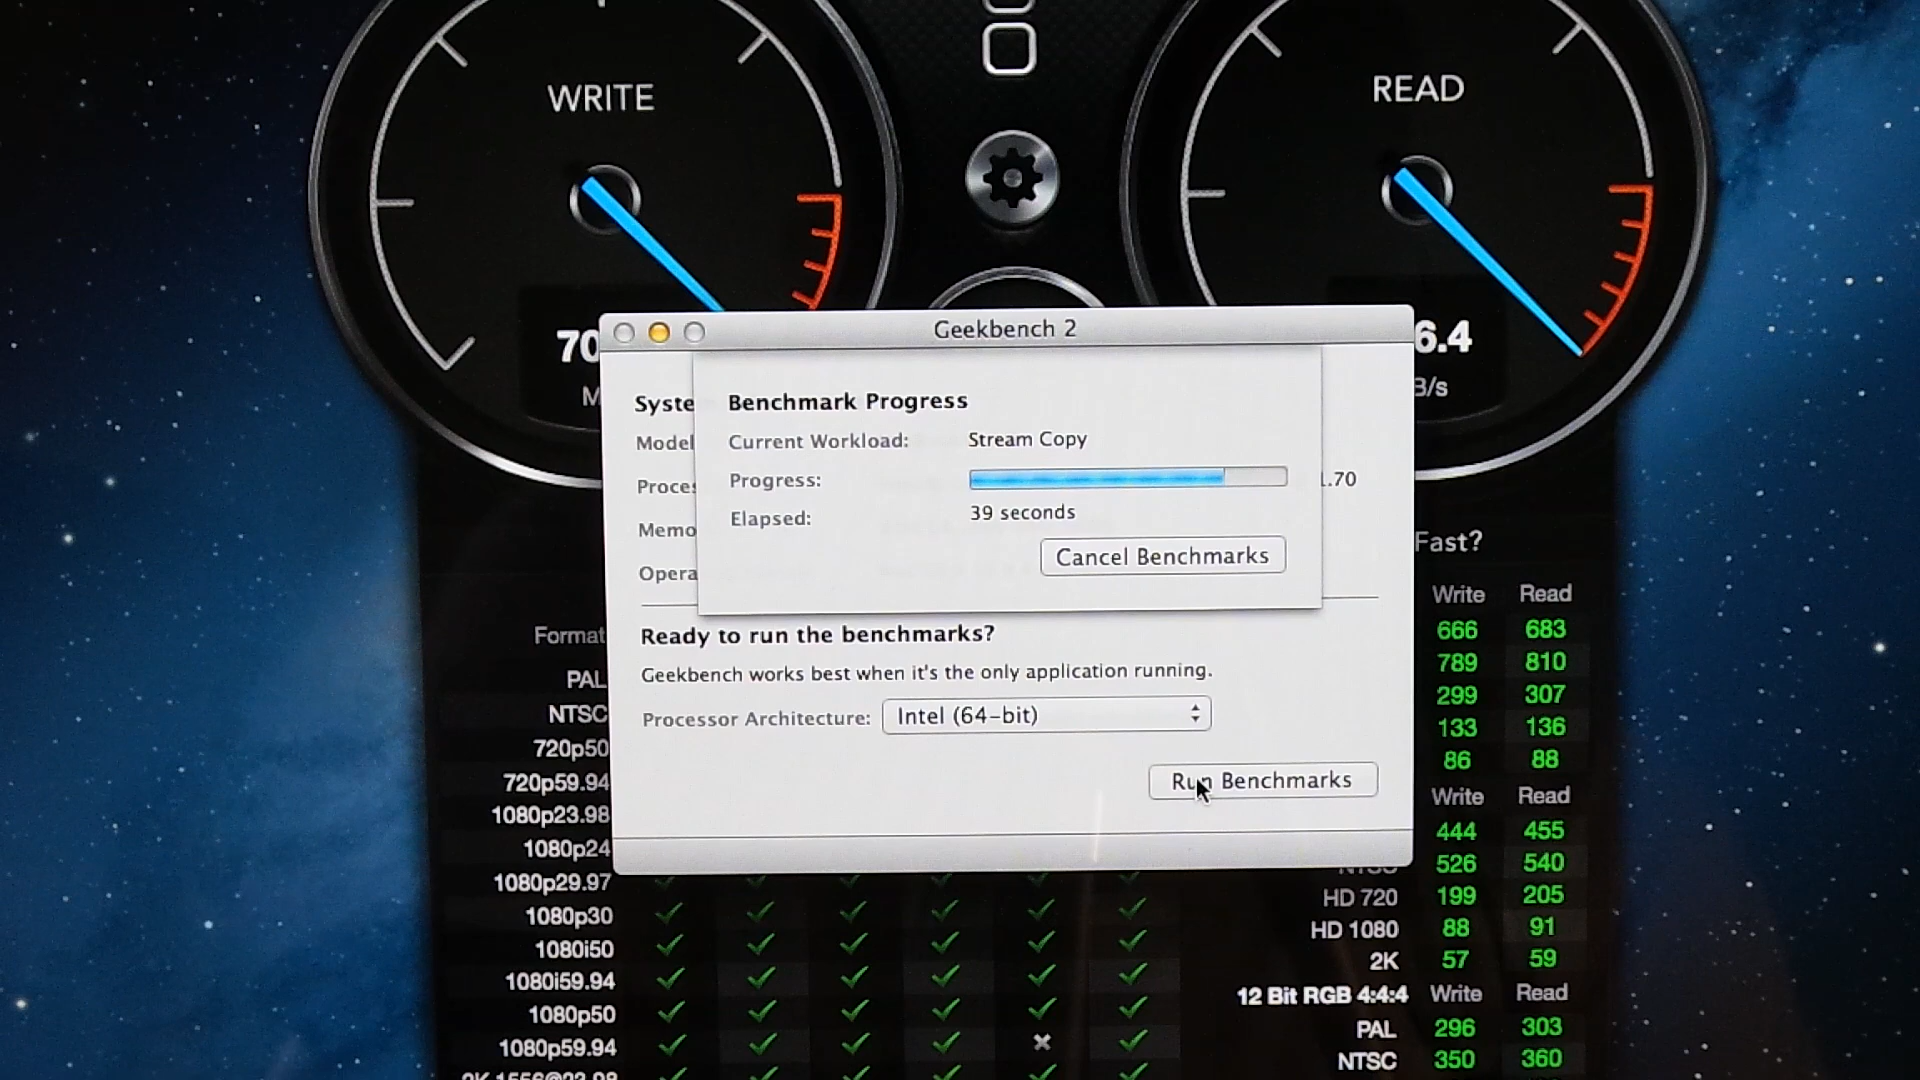 WRITE
READ
70
6.4
B/s
Geekbench 2
Syste
Benchmark Progress
Model
Current Workload: Stream Copy
Proces
Progress:
.70
Memo
Elapsed: 39 seconds
Cancel Benchmarks
Opera
Ready to run the benchmarks?
Geekbench works best when it's the only application running.
Processor Architecture: Intel (64-bit)
Run Benchmarks
Format
PAL
NTSC
720p50
720p59.94
1080p23.98
1080p24
1080p29.97
1080p30
1080i50
1080i59.94
1080p50
1080p59.94
Fast?
Write Read
666 683
789 810
299 307
133 136
86 88
Write Read
444 455
526 540
HD 720 199 205
HD 1080 88 91
2K 57 59
12 Bit RGB 4:4:4 Write Read
PAL 296 303
NTSC 350 360